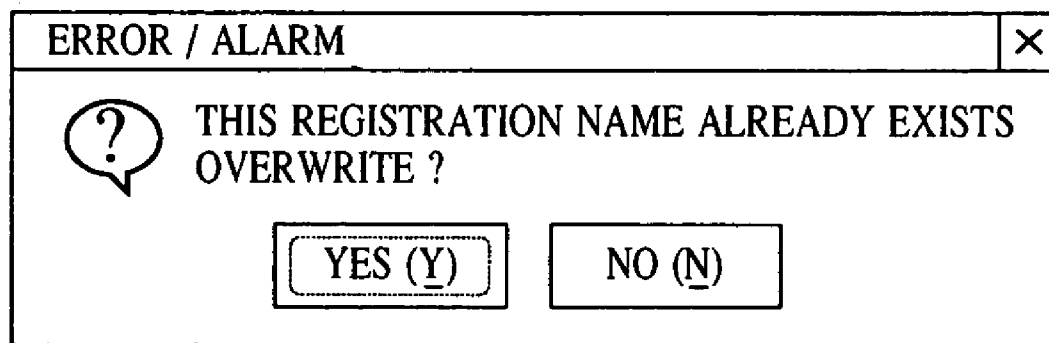 ERROR / ALARM ×
THIS REGISTRATION NAME ALREADY EXISTS
OVERWRITE ?
YES (Y) NO (N)